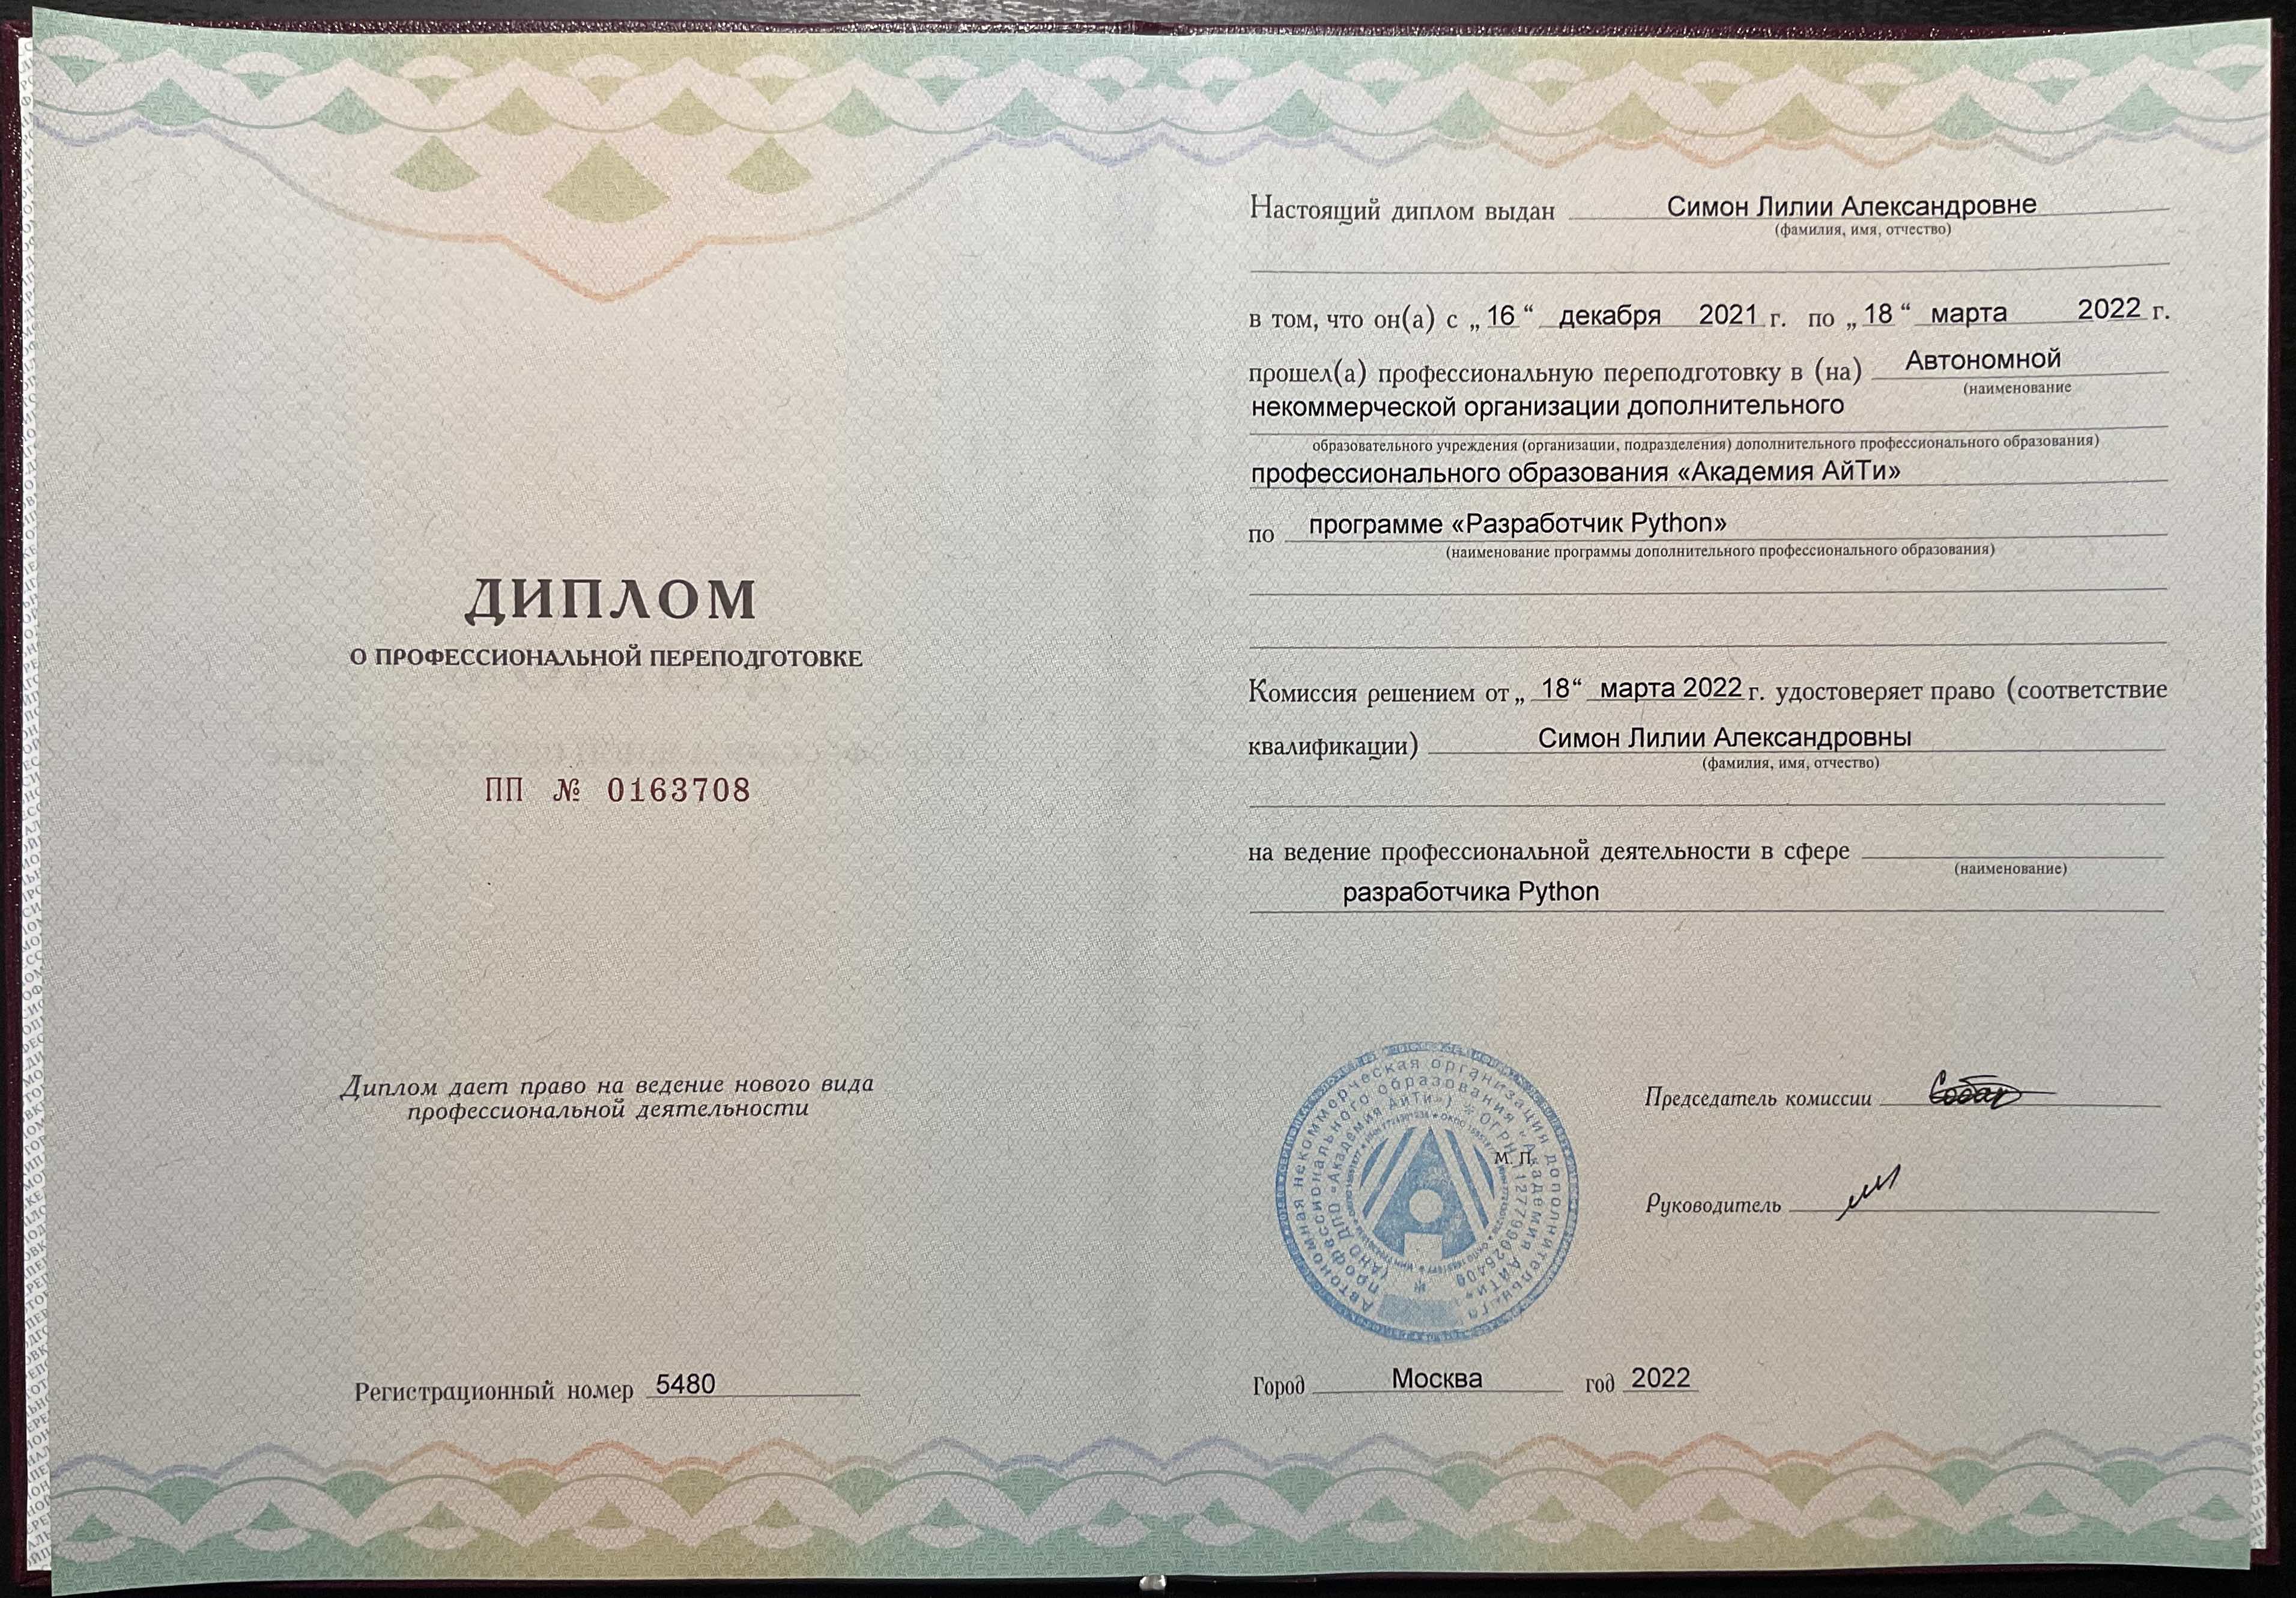 ДИПЛОМ
О ПРОФЕССИОНАЛЬНОЙ ПЕРЕПОДГОТОВКЕ
ПП № 0163708
Диплом дает право на ведение нового вида
профессиональной деятельности
Регистрационный номер 5480
Настоящий диплом выдан Симон Лилии Александровне
(фамилия, имя, отчество)
в том, что он(а) с „16“ декабря 2021 г. по „18“ марта 2022 г.
прошел(а) профессиональную переподготовку в (на) Автономной
(наименование
некоммерческой организации дополнительного
образовательного учреждения (организации, подразделения) дополнительного профессионального образования)
профессионального образования «Академия АйТи»
по программе «Разработчик Python»
(наименование программы дополнительного профессионального образования)
Комиссия решением от „18“ марта 2022 г. удостоверяет право (соответствие
квалификации) Симон Лилии Александровны
(фамилия, имя, отчество)
на ведение профессиональной деятельности в сфере
(наименование)
разработчика Python
Автономная некоммерческая организация дополнительного
профессионального образования «Академия АйТи»
(АНО ДПО «Академия АйТи») ОГРН
М. П.
Председатель комиссии
Руководитель
Город Москва год 2022